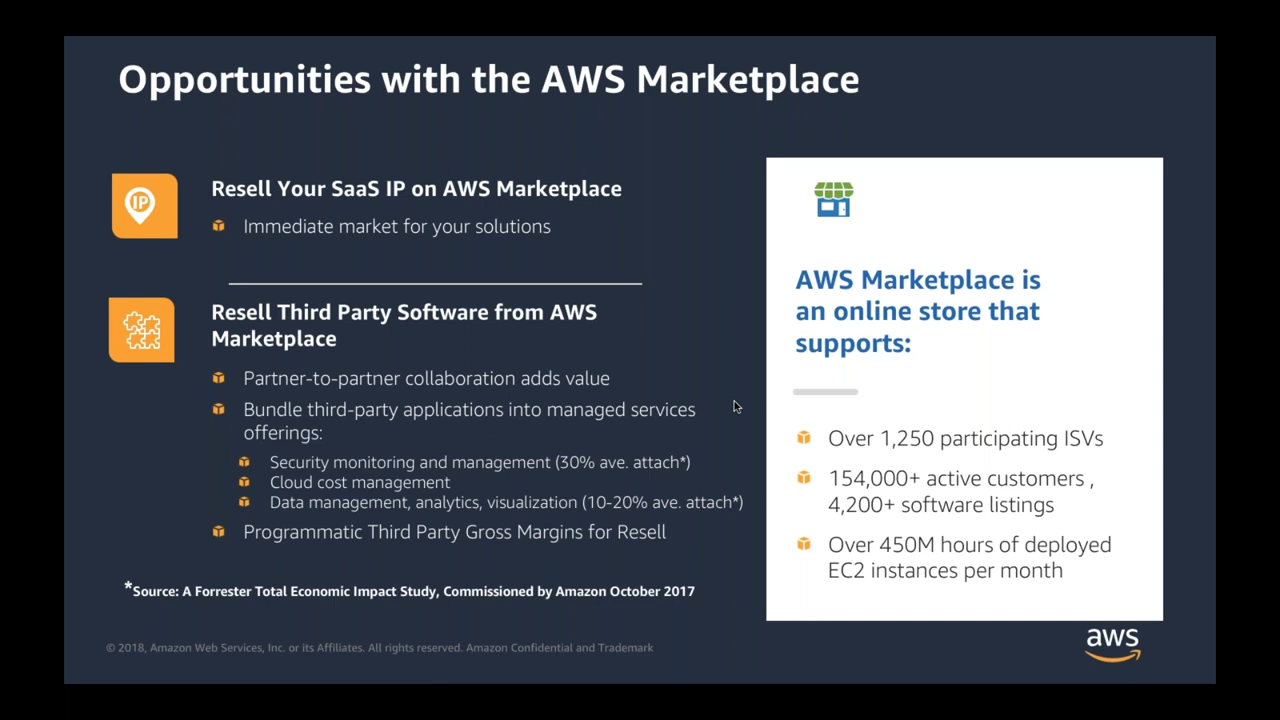 Opportunities with the AWS Marketplace
IP
Resell Your SaaS IP on AWS Marketplace
Immediate market for your solutions
Resell Third Party Software from AWS
Marketplace
Partner-to-partner collaboration adds value
Bundle third-party applications into managed services
offerings:
Security monitoring and management (30% ave. attach*)
Cloud cost management
Data management, analytics, visualization (10-20% ave. attach*)
Programmatic Third Party Gross Margins for Resell
*Source: A Forrester Total Economic Impact Study, Commissioned by Amazon October 2017
AWS Marketplace is
an online store that
supports:
Over 1,250 participating ISVs
154,000+ active customers ,
4,200+ software listings
Over 450M hours of deployed
EC2 instances per month
© 2018, Amazon Web Services, Inc. or its Affiliates. All rights reserved. Amazon Confidential and Trademark
aws